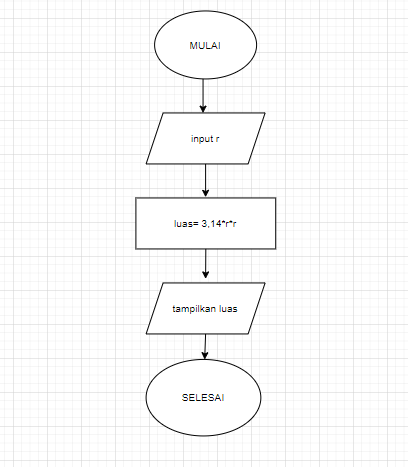 MULAI
input r
luas= 3,14*r*r
tampilkan luas
SELESAI